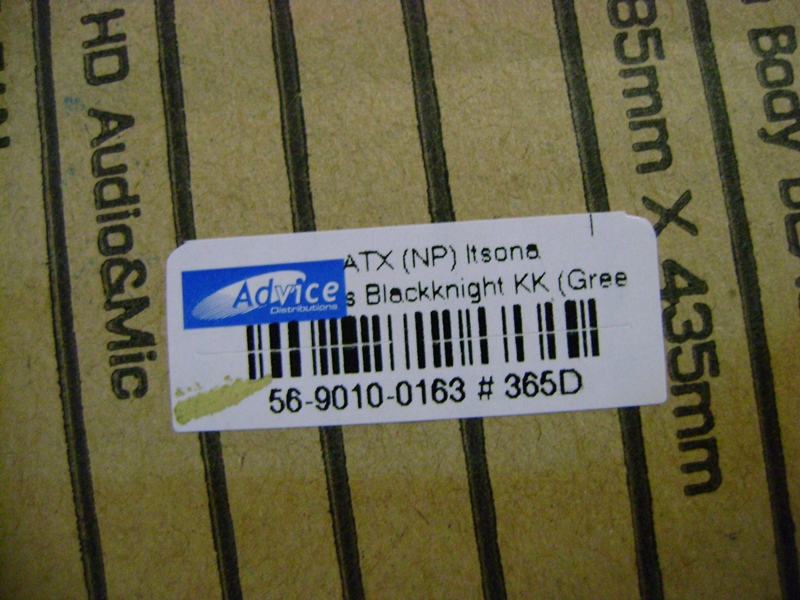 HD Audio&Mic
85mm X 435mm
Body
ATX (NP) Itsona
Advice
Distributions
s Blackknight KK (Gree
56-9010-0163 # 365D